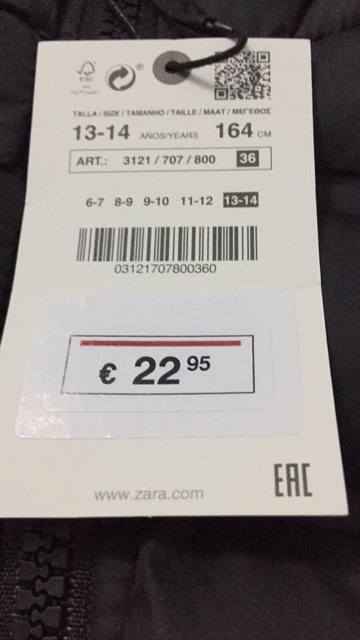 FSC
®
TALLA / SIZE / TAMANHO / TAILLE / MAAT / ΜΕΓΕΘΟΣ
13-14 AÑOS/YEARS 164 CM
ART.: 3121 / 707 / 800 36
6-7 8-9 9-10 11-12 13-14
03121707800360
€ 22 95
www.zara.com
EAC